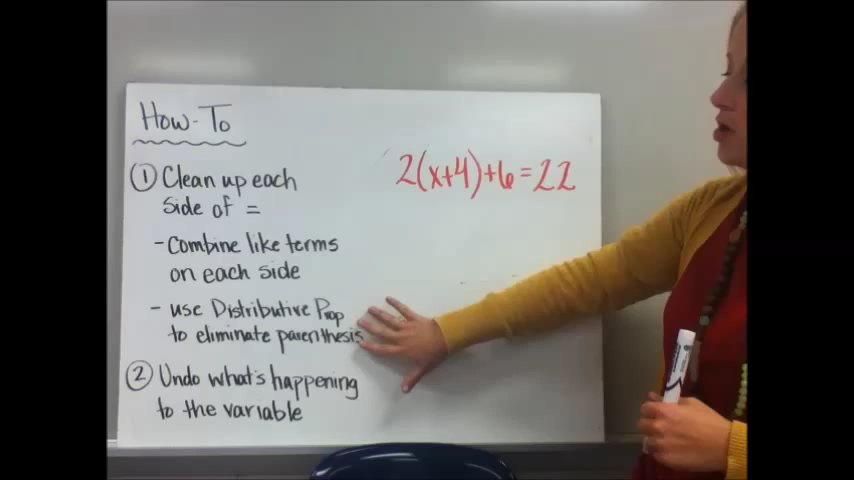 How-To
① Clean up each
side of =
- Combine like terms
on each side
- use Distributive Prop
to eliminate parenthesis
② Undo what's happening
to the variable
2(x+4)+6=22